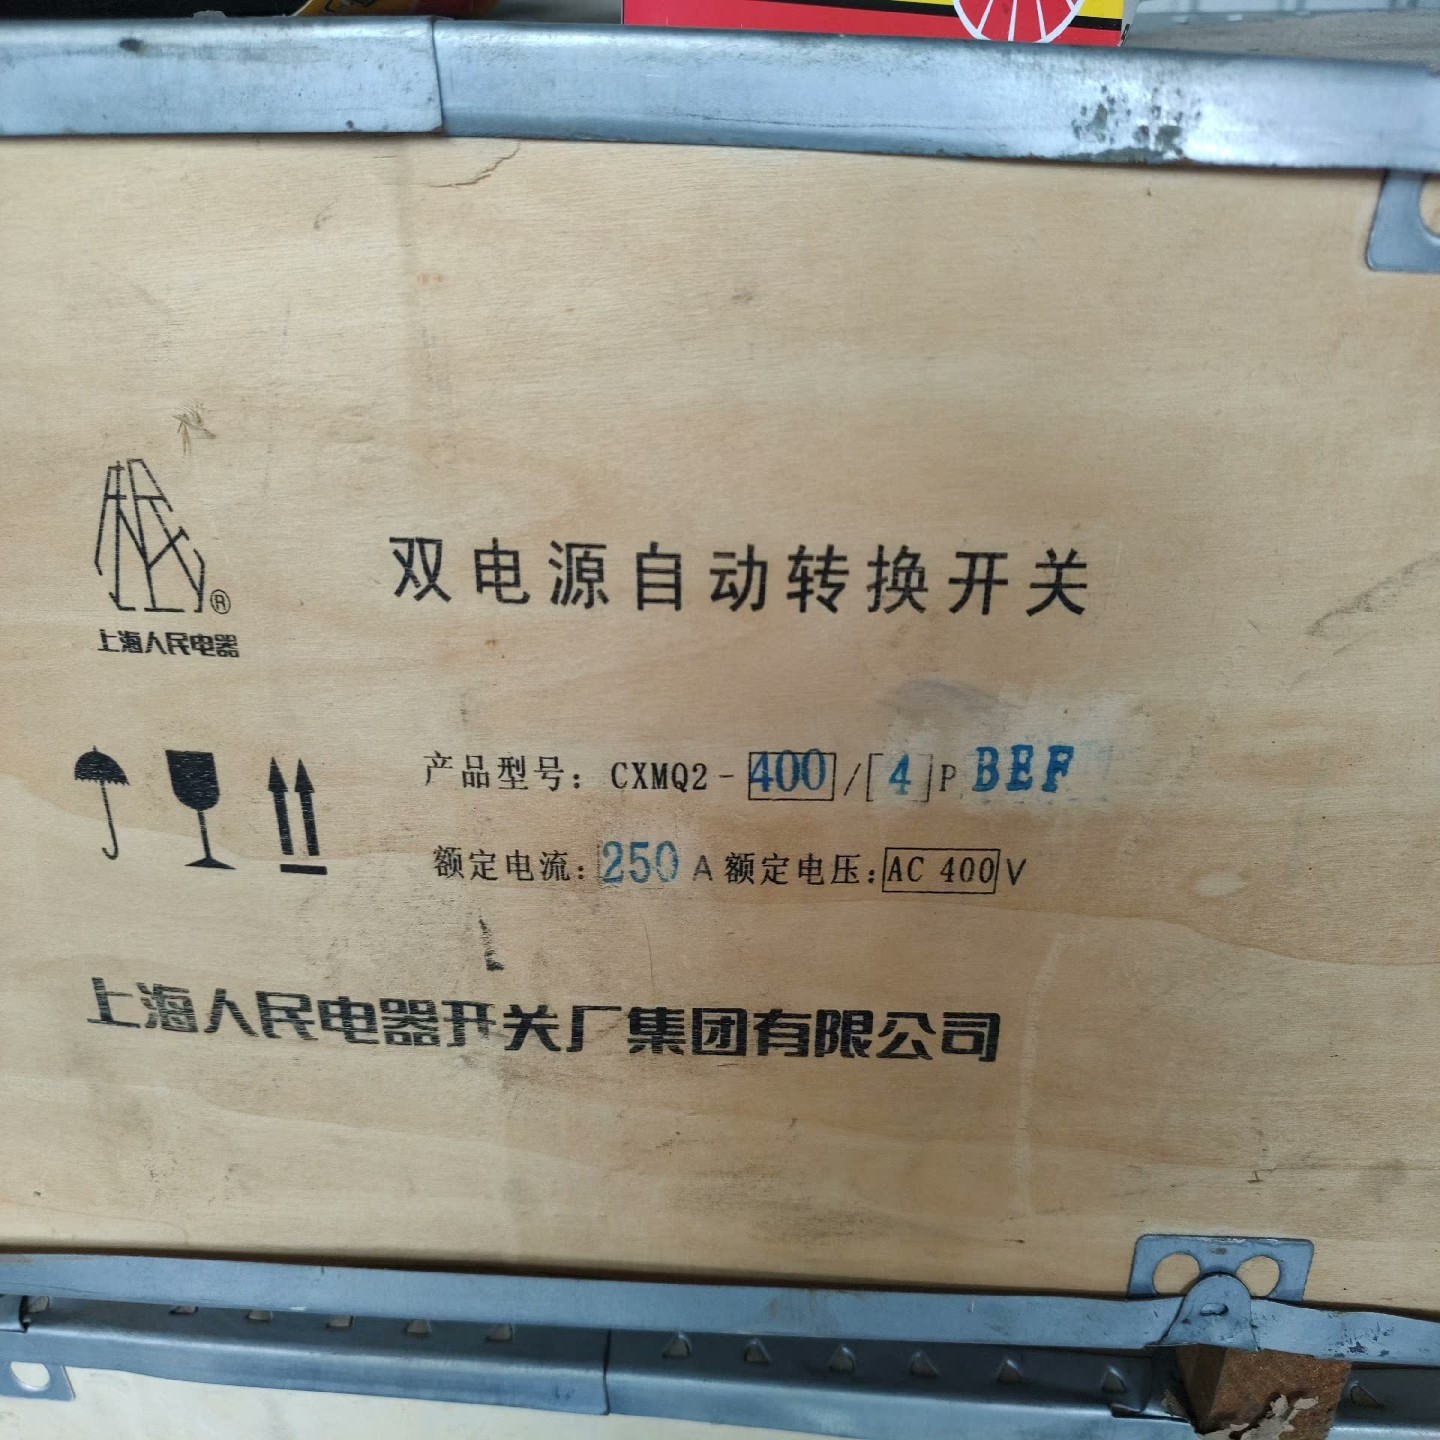 双电源自动转换开关
®
上海人民电器
产品型号：CXMQ2-400/4P BEF
额定电流：250A 额定电压：AC 400V
上海人民电器开关厂集团有限公司